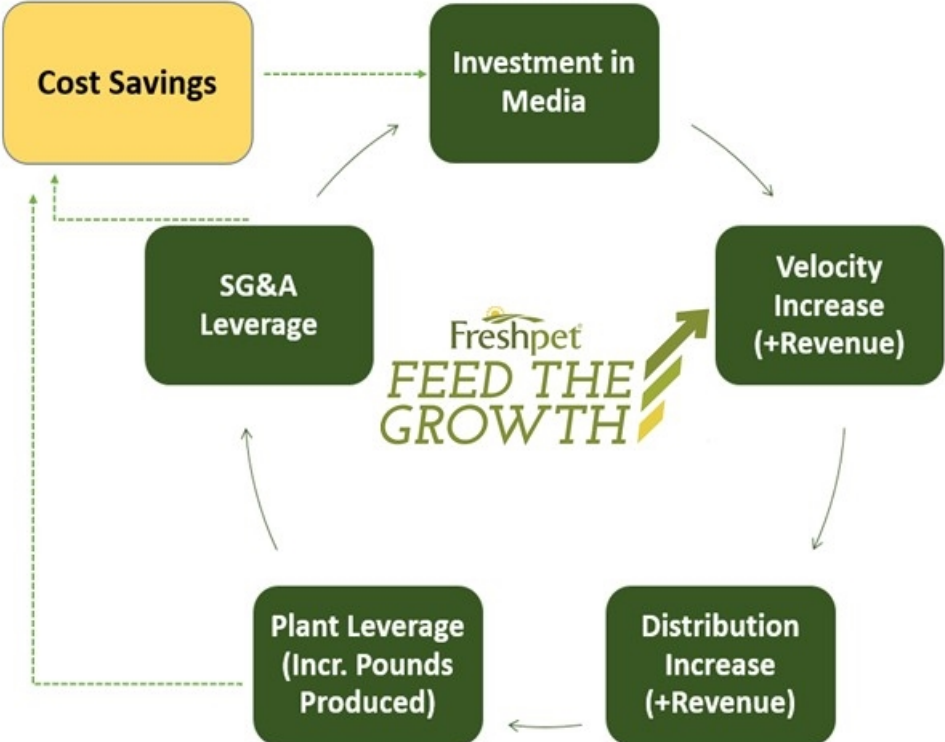 Cost Savings
Investment in
Media
Velocity
Increase
(+Revenue)
Distribution
Increase
(+Revenue)
Plant Leverage
(Incr. Pounds
Produced)
SG&A
Leverage
Freshpet®
FEED THE
GROWTH